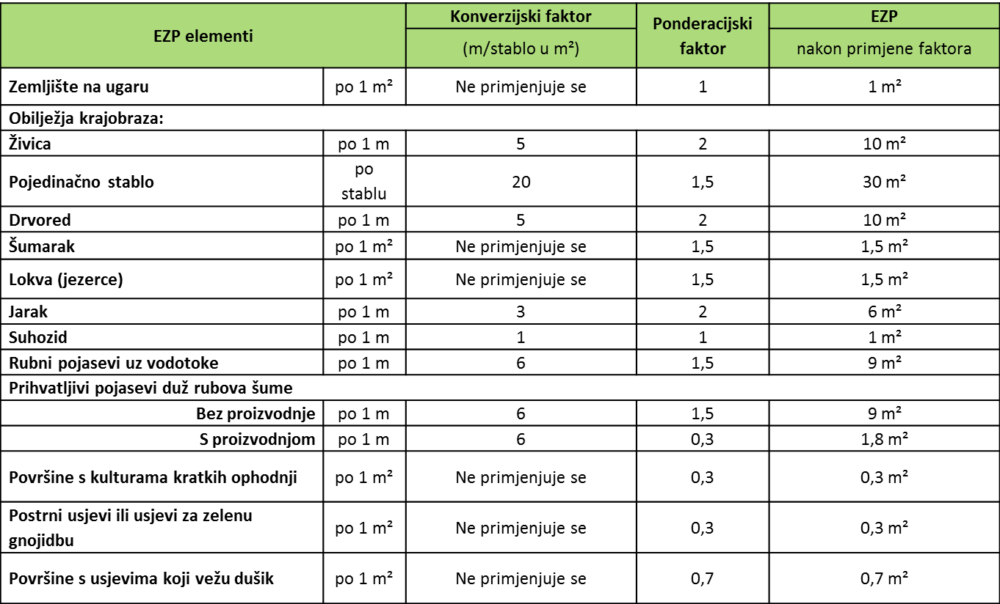 EZP elementi Konverzijski faktor Ponderacijski faktor EZP
(m/stablo u m²) nakon primjene faktora
Zemljište na ugaru po 1 m² Ne primjenjuje se 1 1 m²
Obilježja krajobraza:
Živica po 1 m 5 2 10 m²
Pojedinačno stablo po stablu 20 1,5 30 m²
Drvored po 1 m 5 2 10 m²
Šumarak po 1 m² Ne primjenjuje se 1,5 1,5 m²
Lokva (jezerce) po 1 m² Ne primjenjuje se 1,5 1,5 m²
Jarak po 1 m 3 2 6 m²
Suhozid po 1 m 1 1 1 m²
Rubni pojasevi uz vodotoke po 1 m 6 1,5 9 m²
Prihvatljivi pojasevi duž rubova šume
Bez proizvodnje po 1 m 6 1,5 9 m²
S proizvodnjom po 1 m 6 0,3 1,8 m²
Površine s kulturama kratkih ophodnji po 1 m² Ne primjenjuje se 0,3 0,3 m²
Postrni usjevi ili usjevi za zelenu
gnojidbu po 1 m² Ne primjenjuje se 0,3 0,3 m²
Površine s usjevima koji vežu dušik po 1 m² Ne primjenjuje se 0,7 0,7 m²